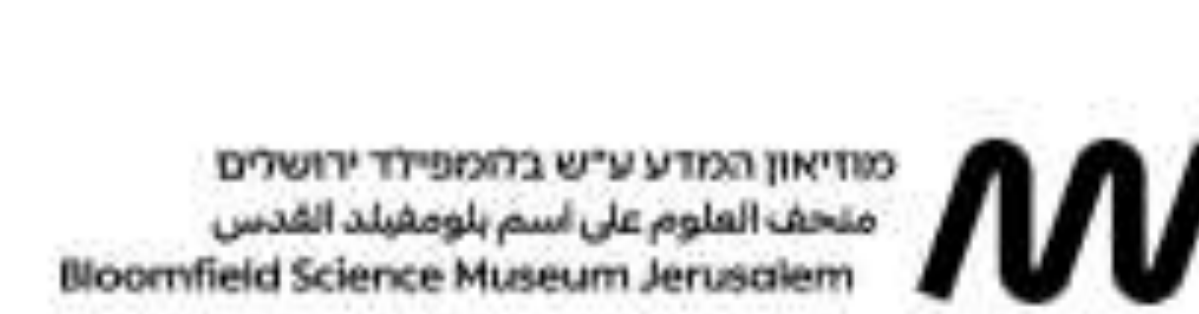 מוזיאון המדע ע"ש בלומפילד ירושלים
متحف العلوم على اسم بلومفيلد القدس
Bloomfield Science Museum Jerusalem